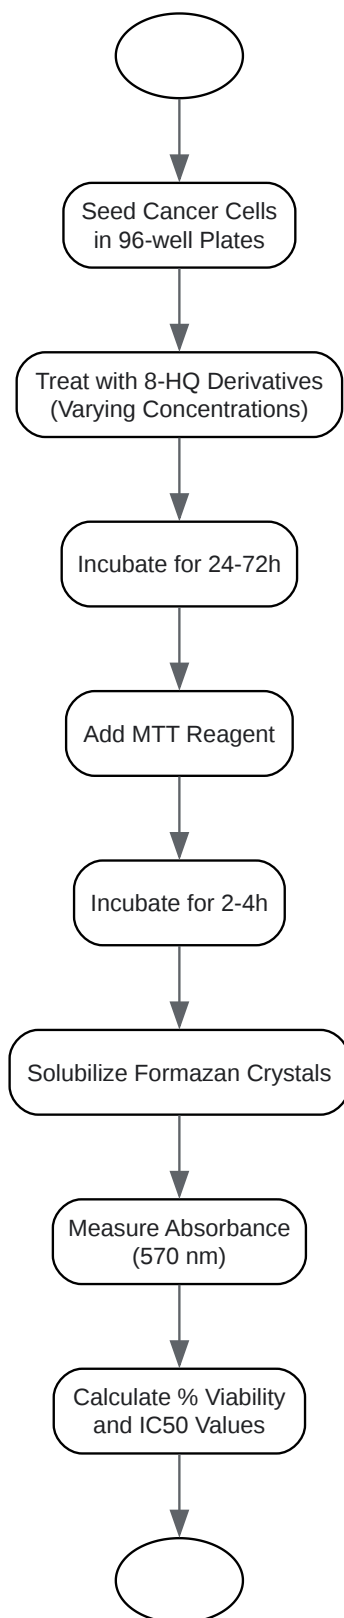 Seed Cancer Cells
in 96-well Plates
Treat with 8-HQ Derivatives
(Varying Concentrations)
Incubate for 24-72h
Add MTT Reagent
Incubate for 2-4h
Solubilize Formazan Crystals
Measure Absorbance
(570 nm)
Calculate % Viability
and IC50 Values